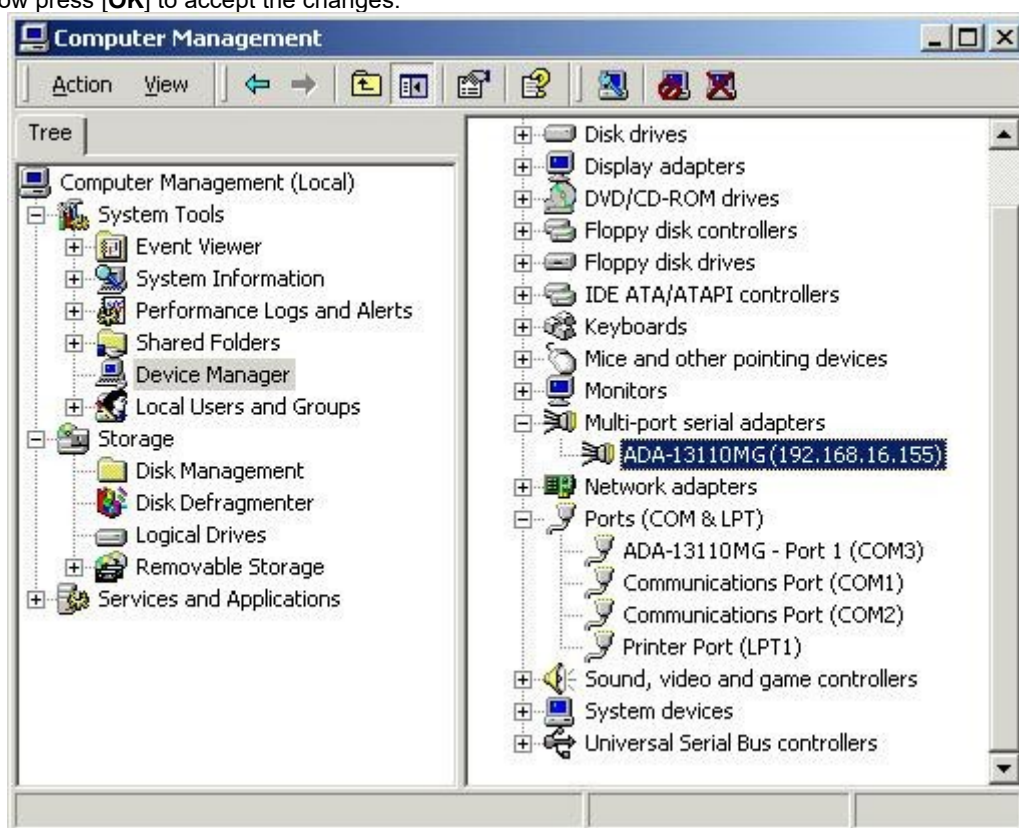 ow press [OK] to accept the changes.
Computer Management
Action View
Tree
Computer Management (Local)
System Tools
Event Viewer
System Information
Performance Logs and Alerts
Shared Folders
Device Manager
Local Users and Groups
Storage
Disk Management
Disk Defragmenter
Logical Drives
Removable Storage
Services and Applications
Disk drives
Display adapters
DVD/CD-ROM drives
Floppy disk controllers
Floppy disk drives
IDE ATA/ATAPI controllers
Keyboards
Mice and other pointing devices
Monitors
Multi-port serial adapters
ADA-13110MG(192.168.16.155)
Network adapters
Ports (COM & LPT)
ADA-13110MG - Port 1 (COM3)
Communications Port (COM1)
Communications Port (COM2)
Printer Port (LPT1)
Sound, video and game controllers
System devices
Universal Serial Bus controllers